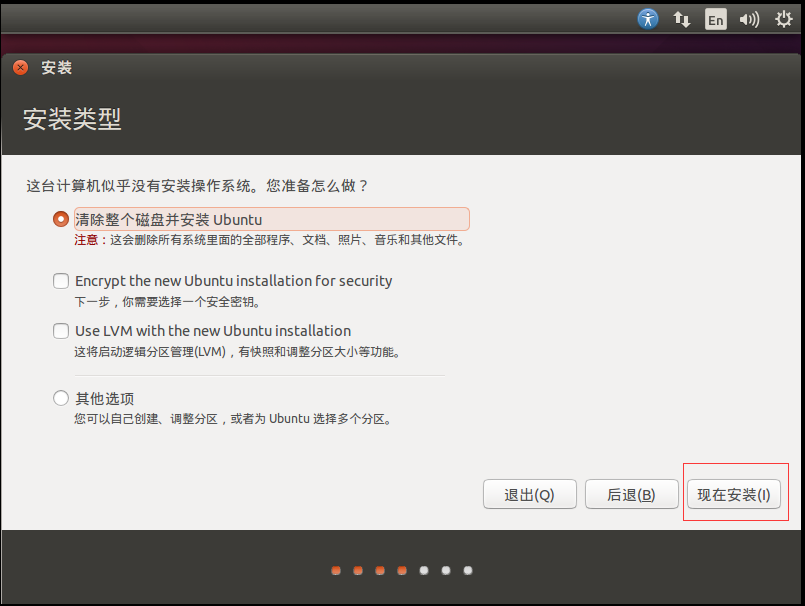 En
安装
安装类型
这台计算机似乎没有安装操作系统。您准备怎么做？
清除整个磁盘并安装 Ubuntu
注意：这会删除所有系统里面的全部程序、文档、照片、音乐和其他文件。
Encrypt the new Ubuntu installation for security
下一步，你需要选择一个安全密钥。
Use LVM with the new Ubuntu installation
这将启动逻辑分区管理(LVM)，有快照和调整分区大小等功能。
其他选项
您可以自己创建、调整分区，或者为 Ubuntu 选择多个分区。
退出(Q) 后退(B) 现在安装(I)